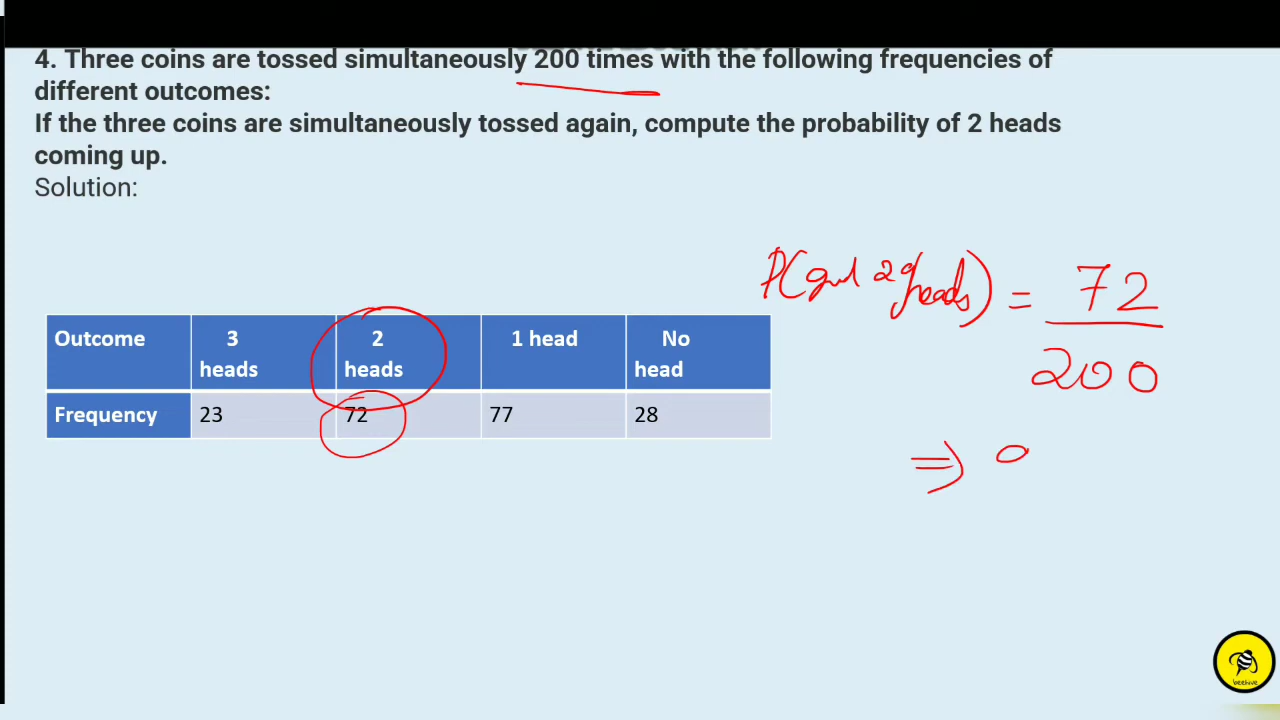 4. Three coins are tossed simultaneously 200 times with the following frequencies of
different outcomes:
If the three coins are simultaneously tossed again, compute the probability of 2 heads
coming up.
Solution:
P( 2 heads) = 72
200
Outcome 3 heads 2 heads 1 head No head
Frequency 23 72 77 28
⇒ 0
beehive